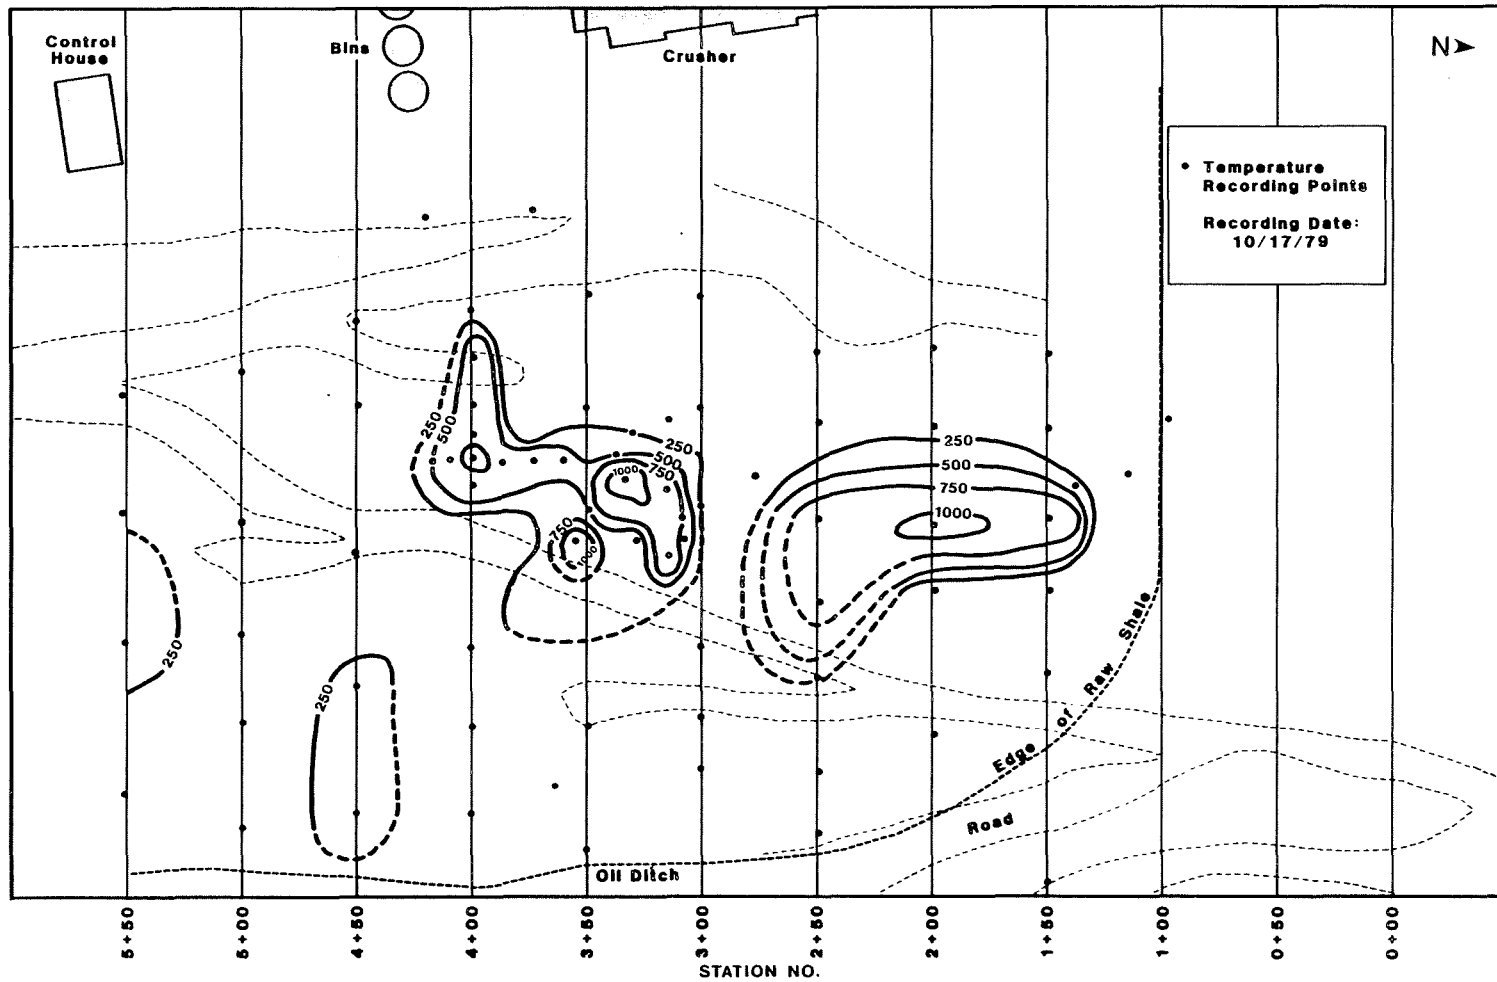 Control
House
Bins
Crusher
N
Temperature
Recording Points
Recording Date:
10/17/79
250
500
250
500
750
1000
750
1000
250
500
750
1000
250
250
Edge of Raw Shale
Road
Oil Ditch
5+50
5+00
4+50
4+00
3+50
3+00
2+50
2+00
1+50
1+00
0+50
0+00
STATION NO.